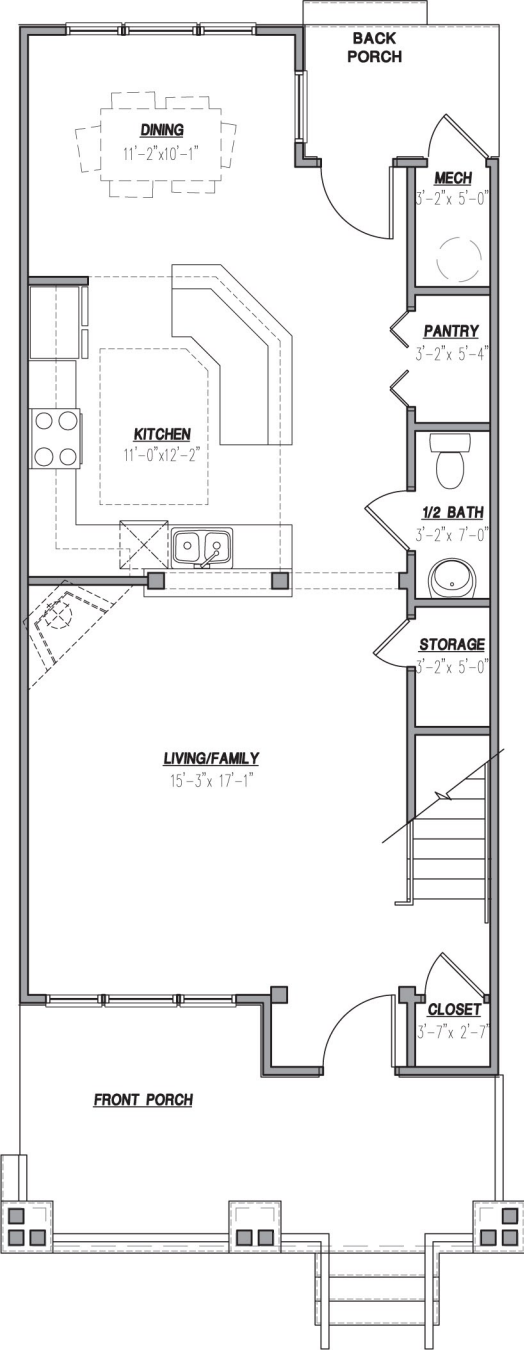 BACK
PORCH
DINING
11'-2"x10'-1"
MECH
3'-2"x 5'-0"
PANTRY
3'-2"x 5'-4"
KITCHEN
11'-0"x12'-2"
1/2 BATH
3'-2"x 7'-0"
STORAGE
3'-2"x 5'-0"
LIVING/FAMILY
15'-3"x 17'-1"
CLOSET
3'-7"x 2'-7"
FRONT PORCH